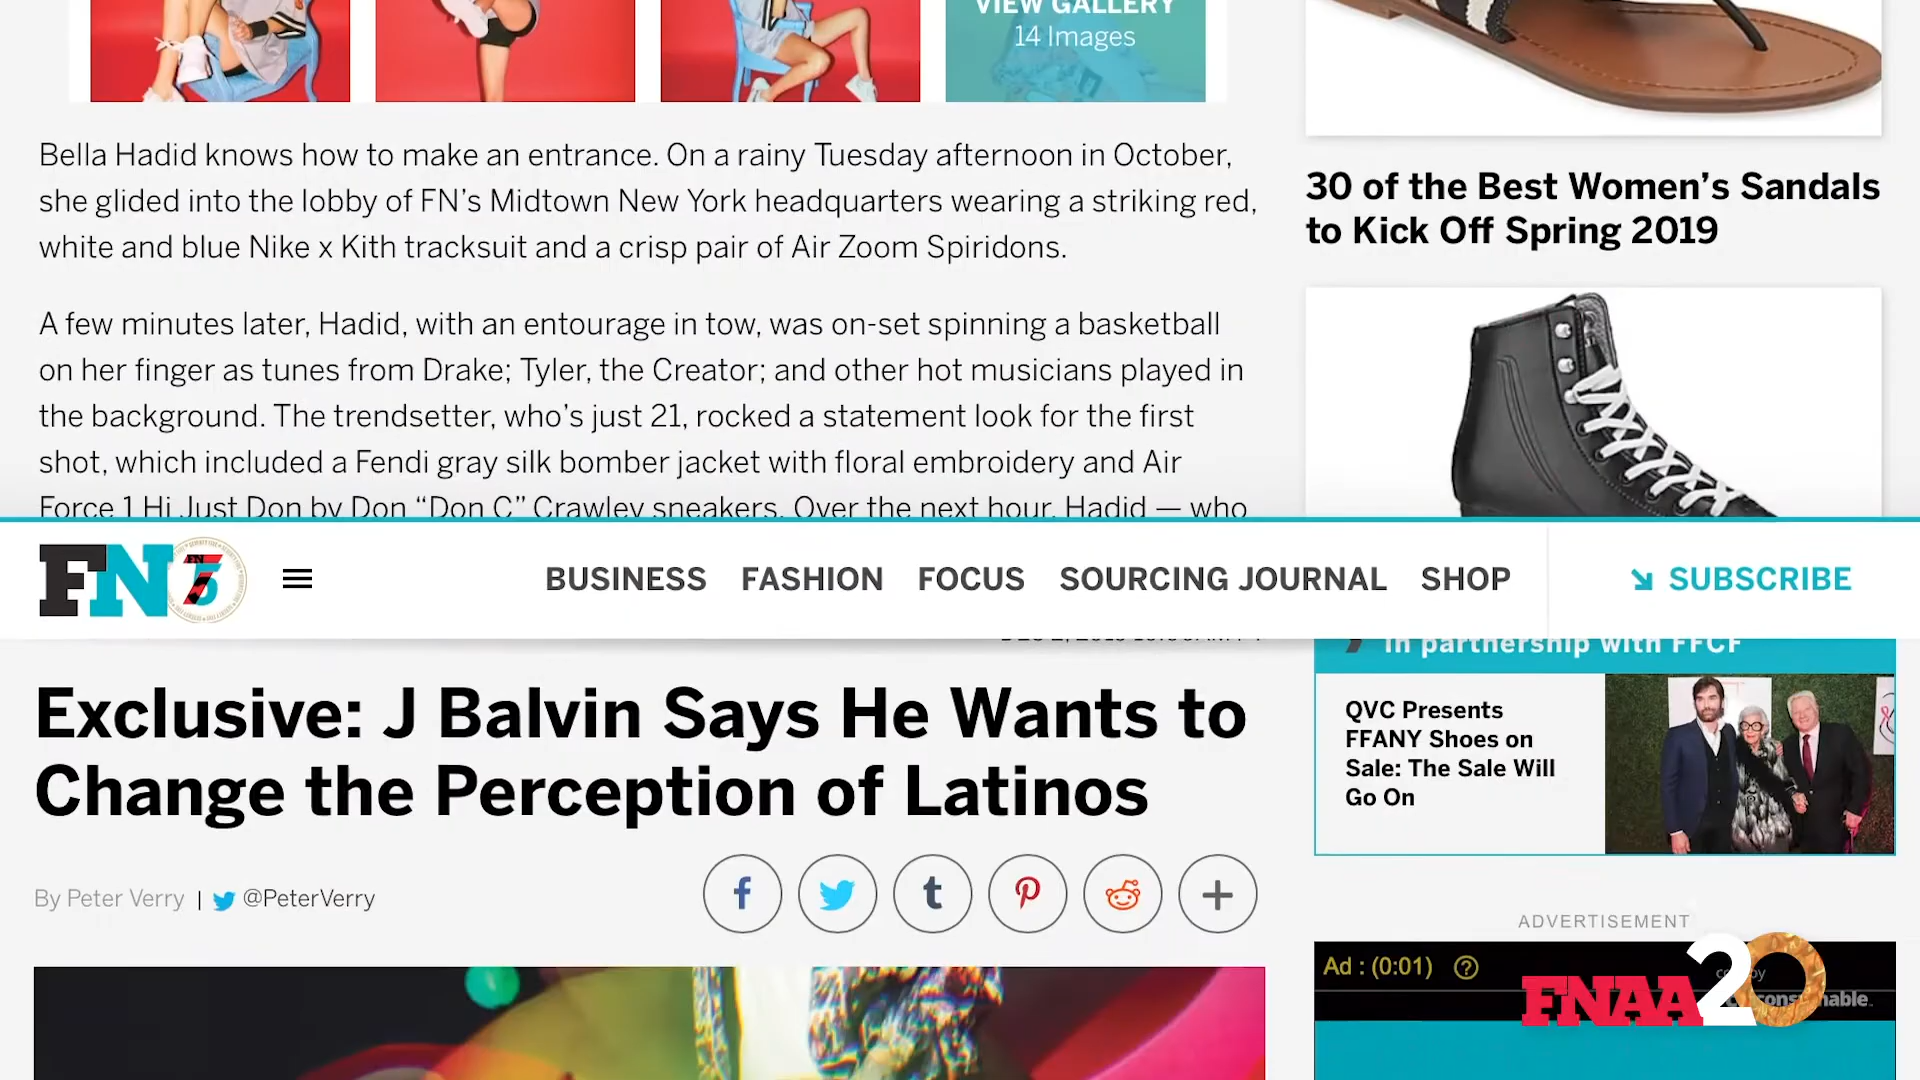 VIEW GALLERY
14 Images
Bella Hadid knows how to make an entrance. On a rainy Tuesday afternoon in October,
she glided into the lobby of FN’s Midtown New York headquarters wearing a striking red,
white and blue Nike x Kith tracksuit and a crisp pair of Air Zoom Spiridons.
A few minutes later, Hadid, with an entourage in tow, was on-set spinning a basketball
on her finger as tunes from Drake; Tyler, the Creator; and other hot musicians played in
the background. The trendsetter, who’s just 21, rocked a statement look for the first
shot, which included a Fendi gray silk bomber jacket with floral embroidery and Air
Force 1 Hi Just Don by Don “Don C” Crawley sneakers. Over the next hour, Hadid — who
30 of the Best Women’s Sandals
to Kick Off Spring 2019
FN
BUSINESS FASHION FOCUS SOURCING JOURNAL SHOP
SUBSCRIBE
in partnership with FFCF
Exclusive: J Balvin Says He Wants to
Change the Perception of Latinos
By Peter Verry | @PeterVerry
QVC Presents
FFANY Shoes on
Sale: The Sale Will
Go On
ADVERTISEMENT
Ad : (0:01)
FNAA20